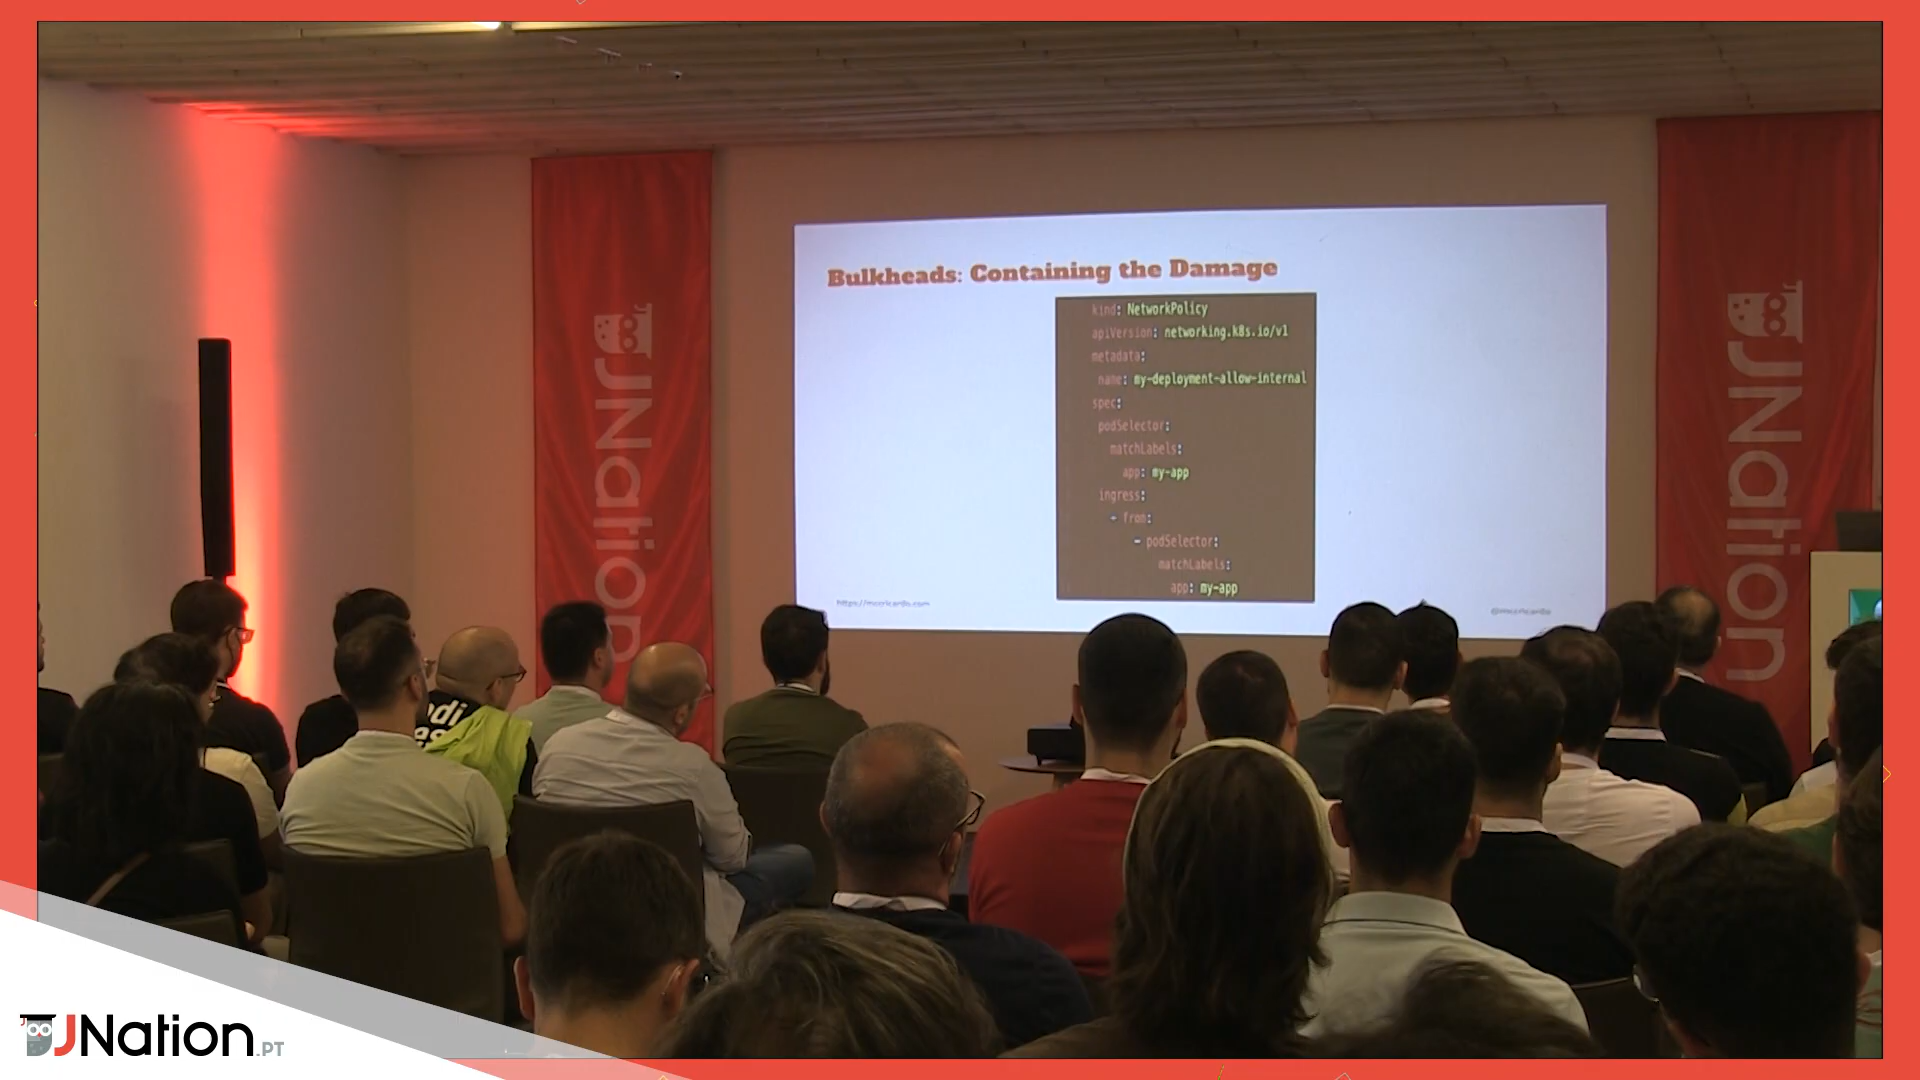 Bulkheads: Containing the Damage
kind: NetworkPolicy
apiVersion: networking.k8s.io/v1
metadata:
name: my-deployment-allow-internal
spec:
podSelector:
matchLabels:
app: my-app
ingress:
- from:
- podSelector:
matchLabels:
app: my-app
JNation
JNation
JNation.PT